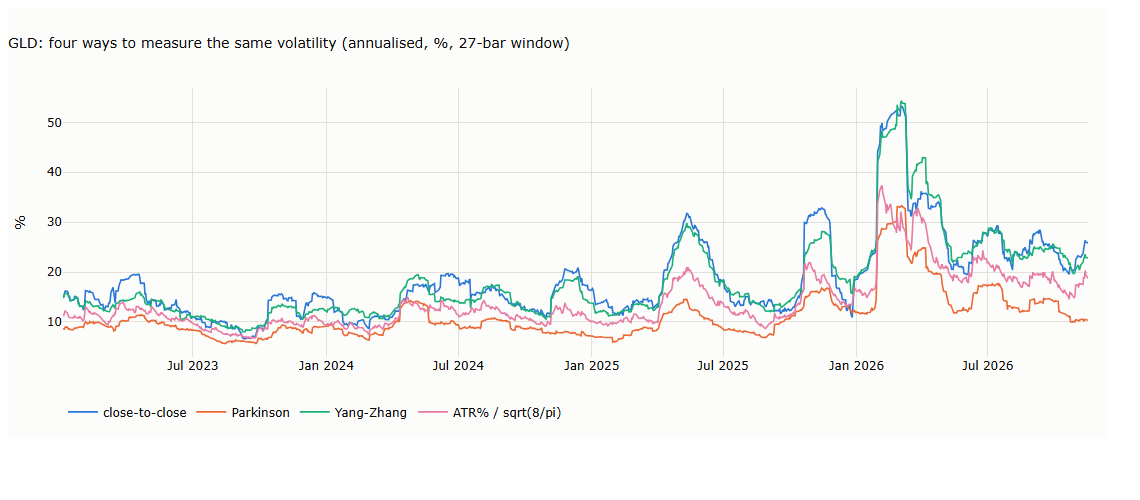 GLD: four ways to measure the same volatility (annualised, %, 27-bar window)
50
40
30
20
10
%
Jul 2023 Jan 2024 Jul 2024 Jan 2025 Jul 2025 Jan 2026 Jul 2026
close-to-close Parkinson Yang-Zhang ATR% / sqrt(8/pi)